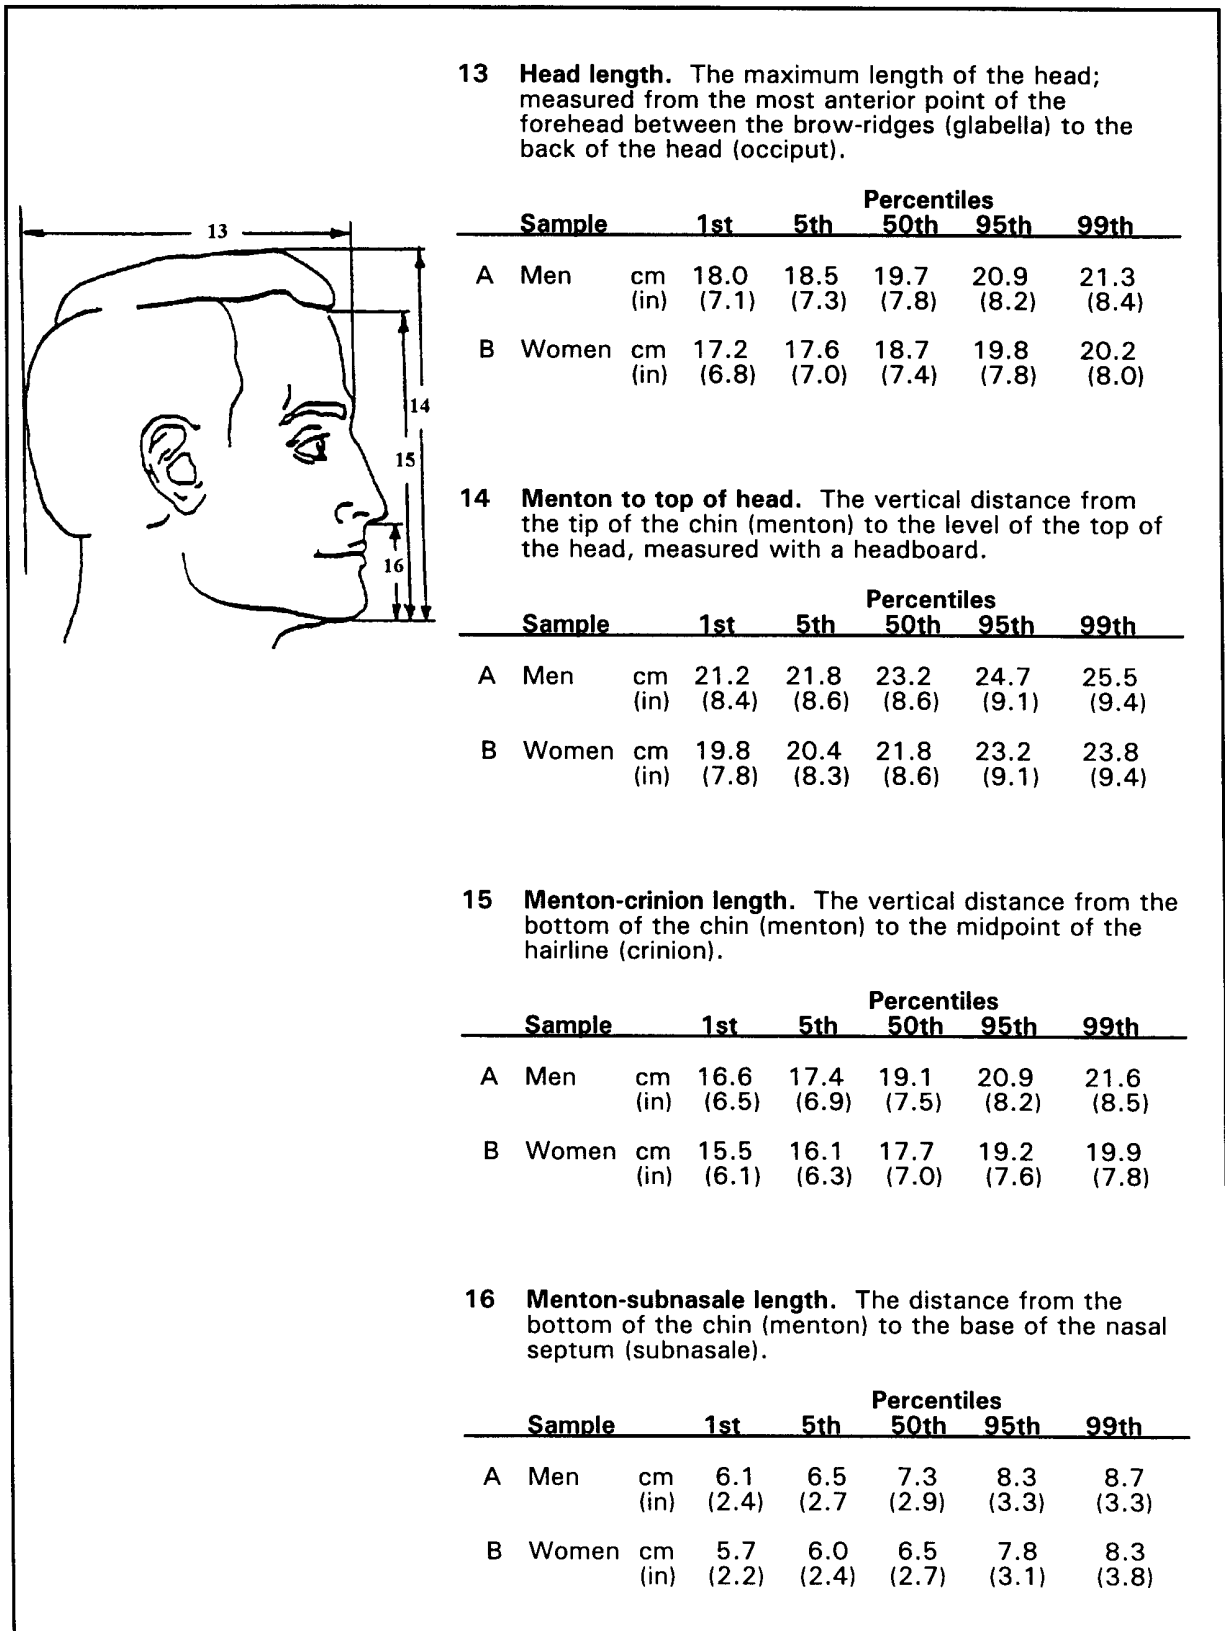 13 Head length. The maximum length of the head;
measured from the most anterior point of the
forehead between the brow-ridges (glabella) to the
back of the head (occiput).
Percentiles
Sample 1st 5th 50th 95th 99th
A Men cm 18.0 18.5 19.7 20.9 21.3
(in) (7.1) (7.3) (7.8) (8.2) (8.4)
B Women cm 17.2 17.6 18.7 19.8 20.2
(in) (6.8) (7.0) (7.4) (7.8) (8.0)
13
14
15
16
14 Menton to top of head. The vertical distance from
the tip of the chin (menton) to the level of the top of
the head, measured with a headboard.
Percentiles
Sample 1st 5th 50th 95th 99th
A Men cm 21.2 21.8 23.2 24.7 25.5
(in) (8.4) (8.6) (8.6) (9.1) (9.4)
B Women cm 19.8 20.4 21.8 23.2 23.8
(in) (7.8) (8.3) (8.6) (9.1) (9.4)
15 Menton-crinion length. The vertical distance from the
bottom of the chin (menton) to the midpoint of the
hairline (crinion).
Percentiles
Sample 1st 5th 50th 95th 99th
A Men cm 16.6 17.4 19.1 20.9 21.6
(in) (6.5) (6.9) (7.5) (8.2) (8.5)
B Women cm 15.5 16.1 17.7 19.2 19.9
(in) (6.1) (6.3) (7.0) (7.6) (7.8)
16 Menton-subnasale length. The distance from the
bottom of the chin (menton) to the base of the nasal
septum (subnasale).
Percentiles
Sample 1st 5th 50th 95th 99th
A Men cm 6.1 6.5 7.3 8.3 8.7
(in) (2.4) (2.7 (2.9) (3.3) (3.3)
B Women cm 5.7 6.0 6.5 7.8 8.3
(in) (2.2) (2.4) (2.7) (3.1) (3.8)